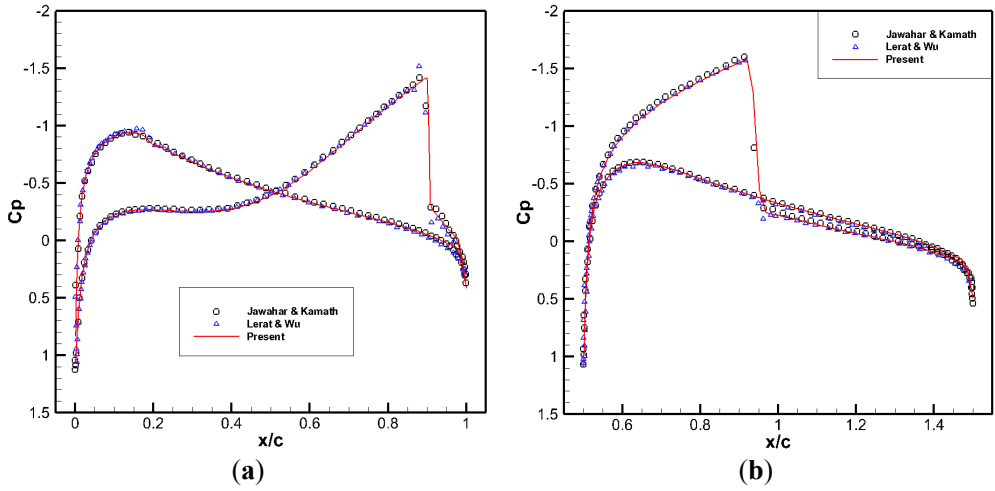 -2
-1.5
-1
-0.5
0
0.5
1
1.5
Cp
0
0.2
0.4
0.6
0.8
1
x/c
Jawahar & Kamath
Lerat & Wu
Present
(a)
-2
-1.5
-1
-0.5
0
0.5
1
1.5
Cp
0.6
0.8
1
1.2
1.4
x/c
Jawahar & Kamath
Lerat & Wu
Present
(b)